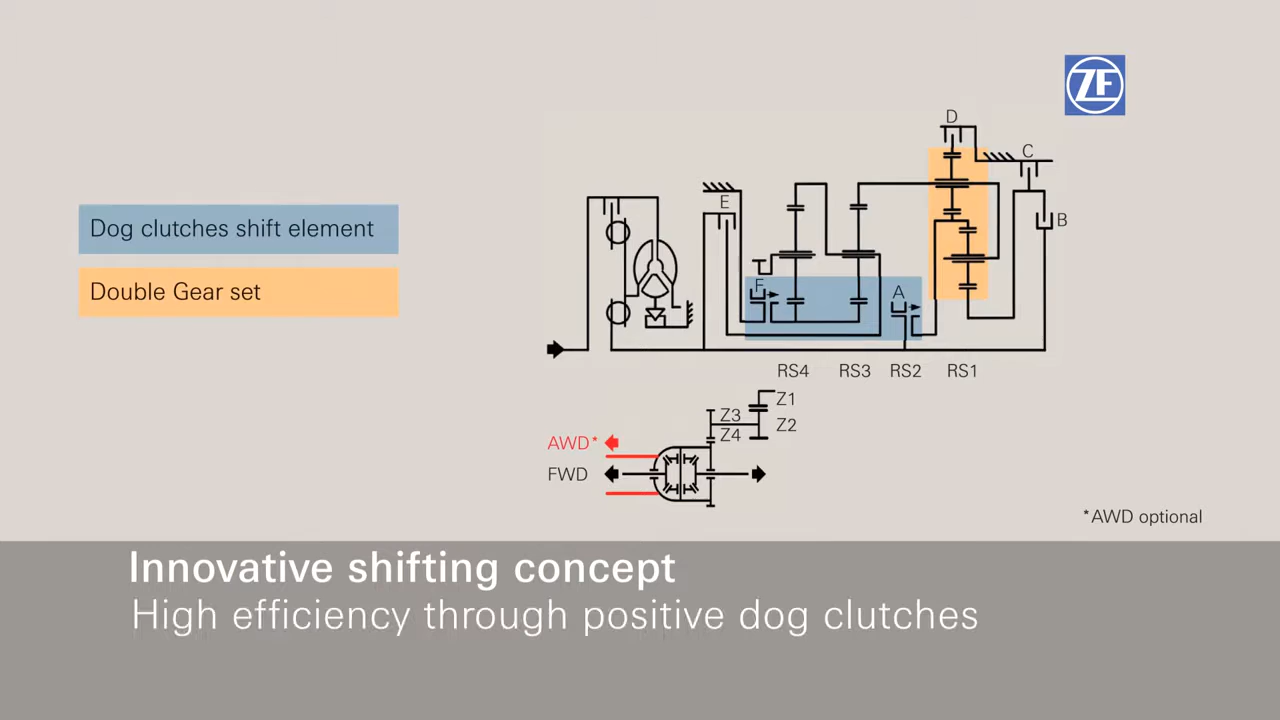 ZF
D
C
E
B
Dog clutches shift element
Double Gear set
F
A
RS4 RS3 RS2 RS1
Z1
Z3
Z2
Z4
AWD*
FWD
*AWD optional
Innovative shifting concept
High efficiency through positive dog clutches